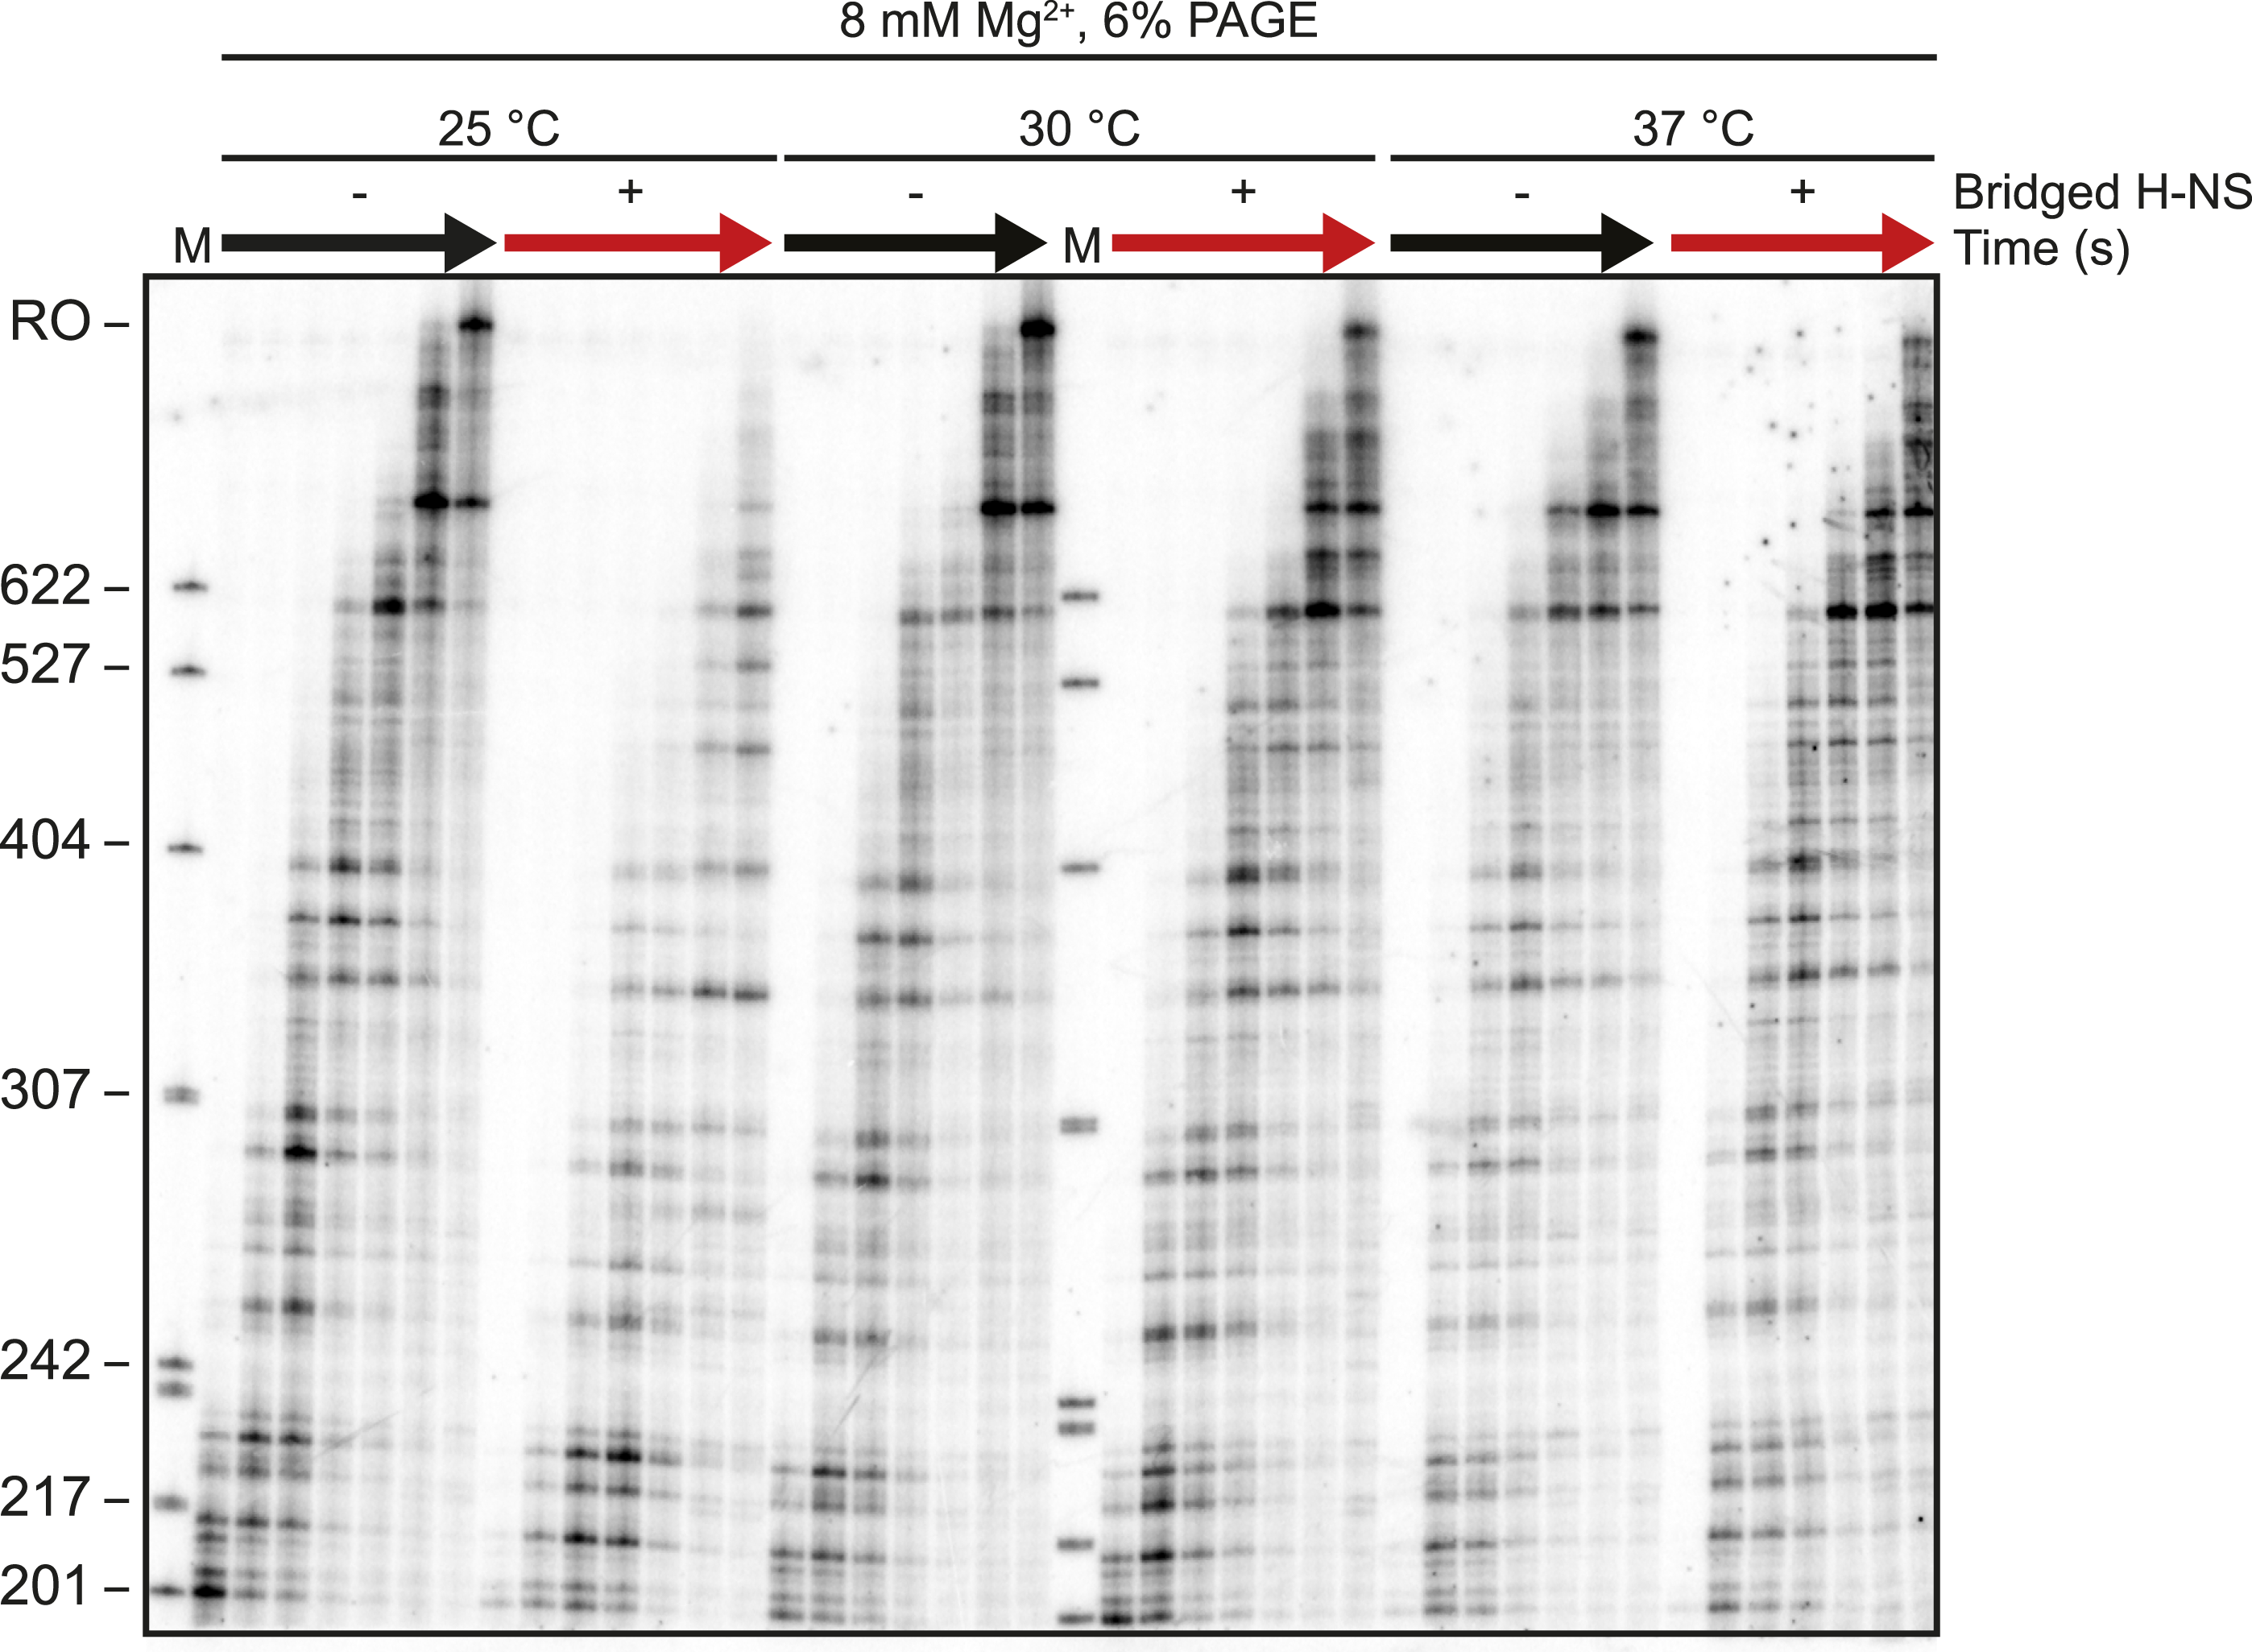 8 mM Mg²⁺, 6% PAGE
25 °C 30 °C 37 °C
- + - + - + Bridged H-NS
M M Time (s)
RO –
622 –
527 –
404 –
307 –
242 –
217 –
201 –